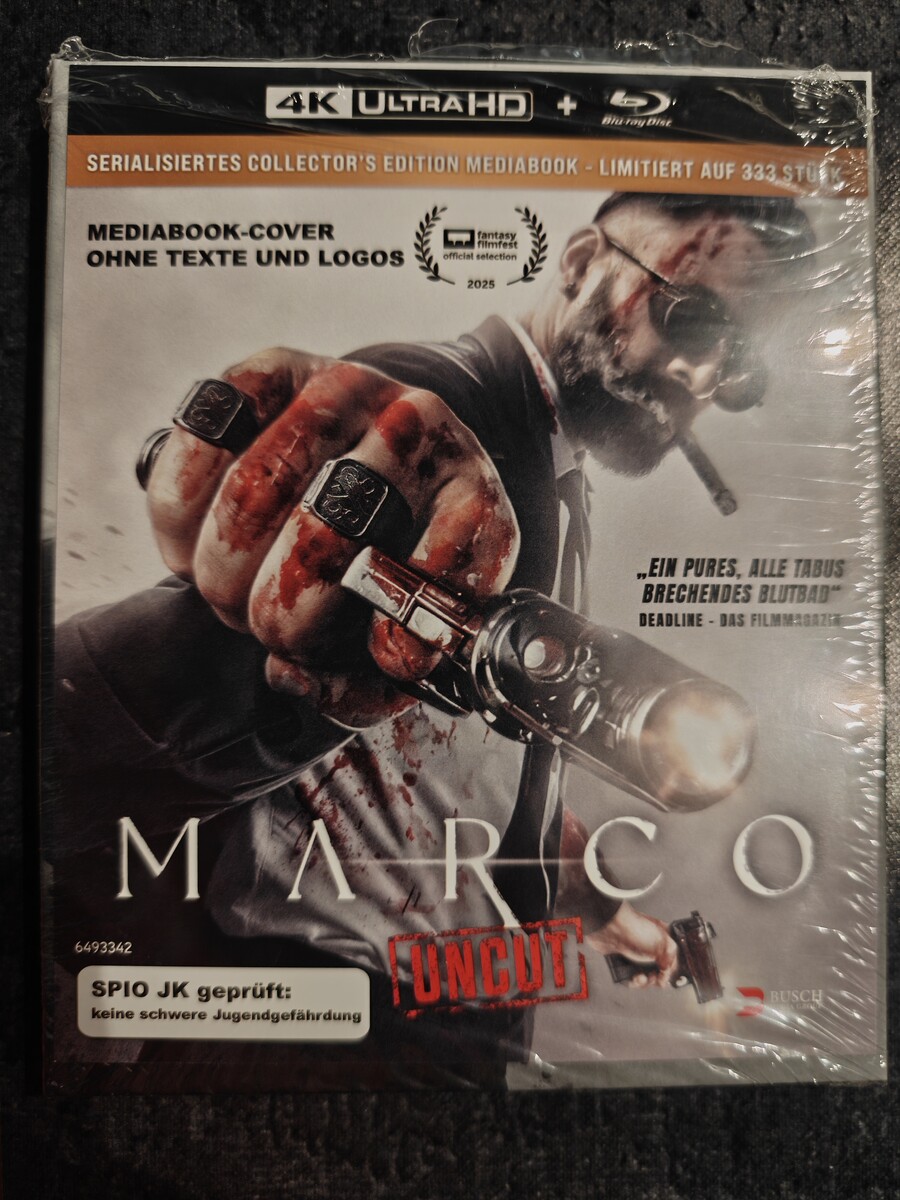 4K ULTRAHD + Blu-ray Disc
SERIALISIERTES COLLECTOR'S EDITION MEDIABOOK - LIMITIERT AUF 333 STÜCK
MEDIABOOK-COVER
OHNE TEXTE UND LOGOS
fantasy
filmfest
official selection
2025
„EIN PURES, ALLE TABUS
BRECHENDES BLUTBAD“
DEADLINE - DAS FILMMAGAZIN
MARCO
UNCUT
6493342
SPIO JK geprüft:
keine schwere Jugendgefährdung
BUSCH